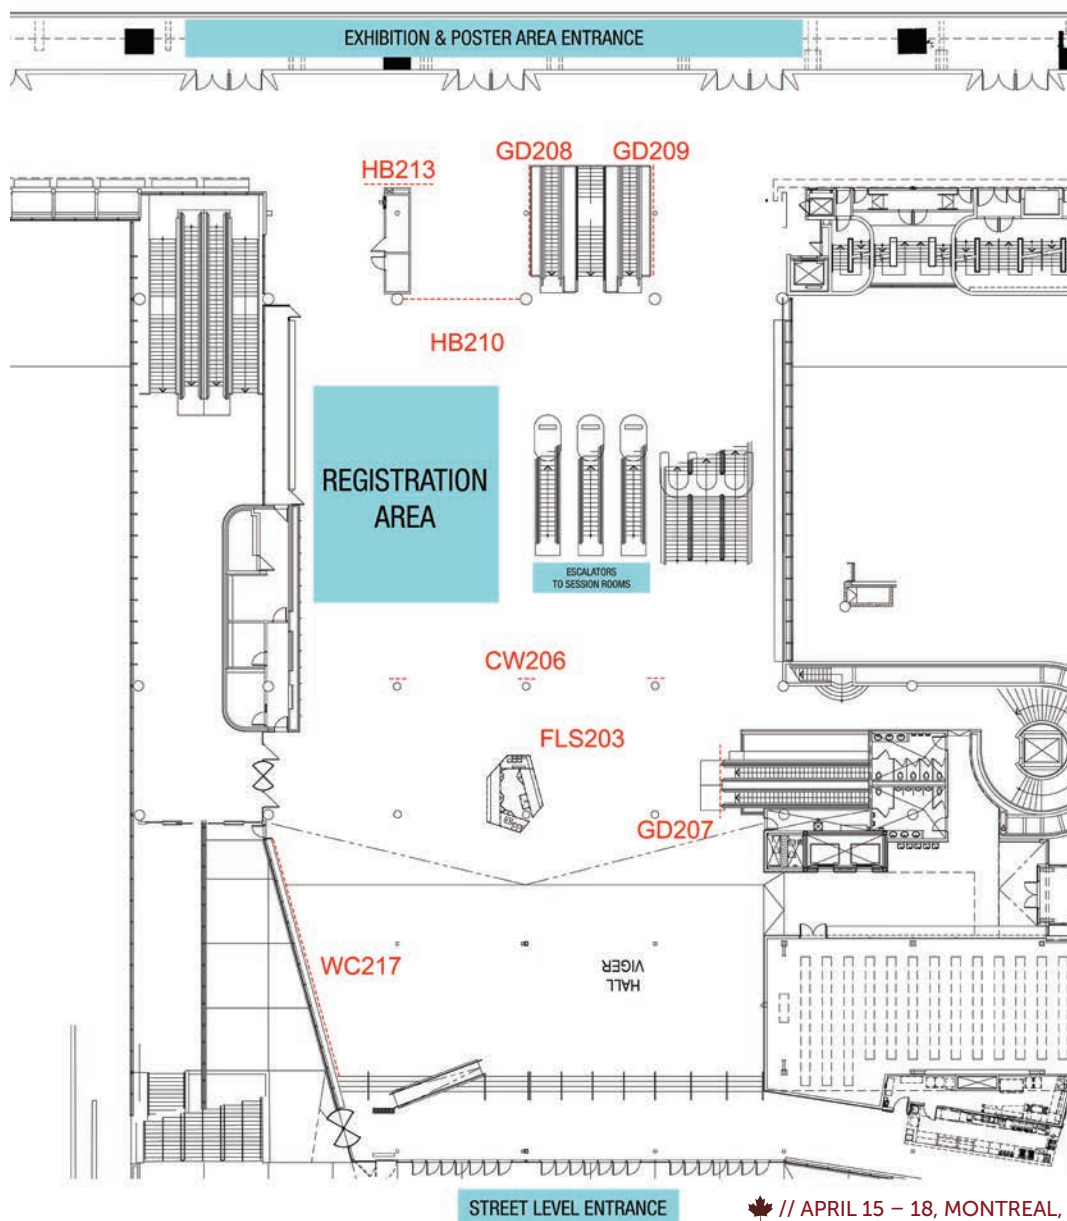 EXHIBITION & POSTER AREA ENTRANCE
GD208
GD209
HB213
HB210
REGISTRATION
AREA
ESCALATORS
TO SESSION ROOMS
CW206
FLS203
GD207
WC217
HALL
VIGER
STREET LEVEL ENTRANCE
// APRIL 15 – 18, MONTREAL,